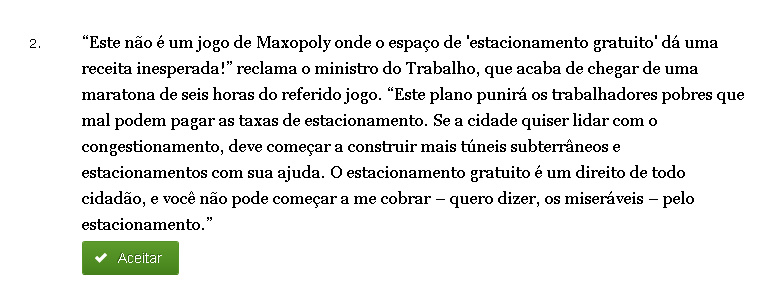 2. “Este não é um jogo de Maxopoly onde o espaço de 'estacionamento gratuito' dá uma
receita inesperada!” reclama o ministro do Trabalho, que acaba de chegar de uma
maratona de seis horas do referido jogo. “Este plano punirá os trabalhadores pobres que
mal podem pagar as taxas de estacionamento. Se a cidade quiser lidar com o
congestionamento, deve começar a construir mais túneis subterrâneos e
estacionamentos com sua ajuda. O estacionamento gratuito é um direito de todo
cidadão, e você não pode começar a me cobrar – quero dizer, os miseráveis – pelo
estacionamento.”
Aceitar